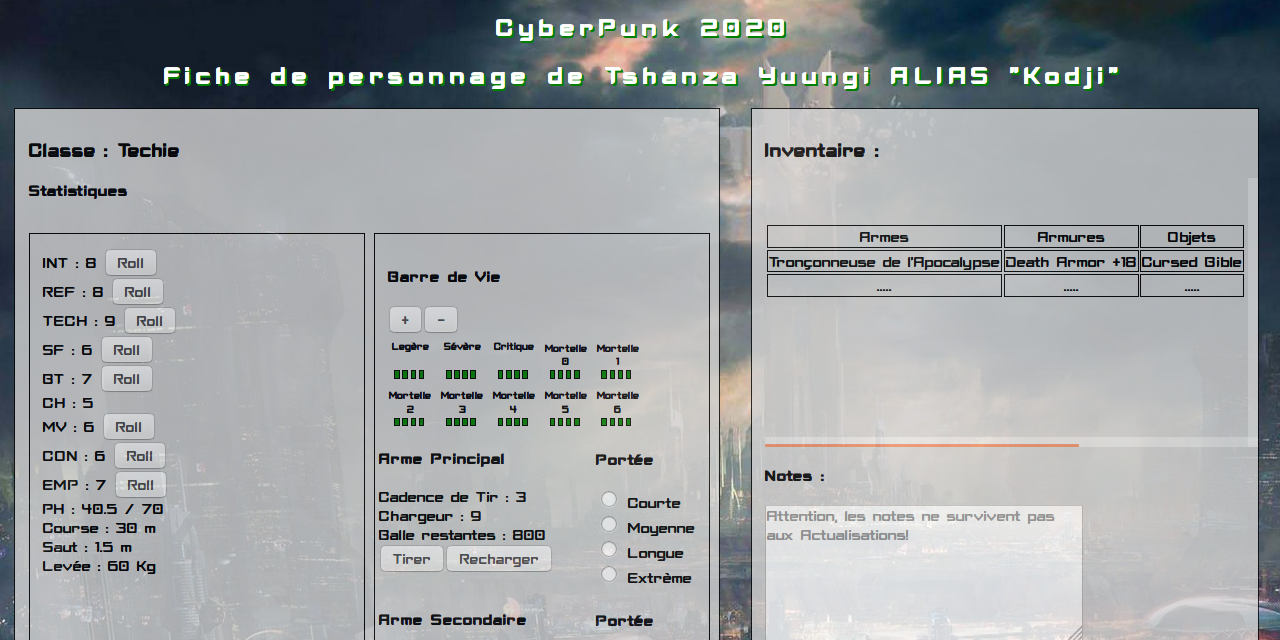 CyberPunk 2020
Fiche de personnage de Tshanza Yuungi ALIAS "Kodji"
Classe : Techie
Statistiques
INT : 8 Roll
REF : 8 Roll
TECH : 9 Roll
SF : 6 Roll
BT : 7 Roll
CH : 5
MV : 6 Roll
CON : 6 Roll
EMP : 7 Roll
PH : 40.5 / 70
Course : 30 m
Saut : 1.5 m
Levée : 60 Kg
Barre de Vie
+ -
Legère Sévère Critique Mortelle 0 Mortelle 1
Mortelle 2 Mortelle 3 Mortelle 4 Mortelle 5 Mortelle 6
Arme Principal
Cadence de Tir : 3
Chargeur : 9
Balle restantes : 800
Tirer Recharger
Portée
Courte
Moyenne
Longue
Extrème
Arme Secondaire
Portée
Inventaire :
Armes Armures Objets
Tronçonneuse de l'Apocalypse Death Armor +18 Cursed Bible
..... ..... .....
Notes :
Attention, les notes ne survivent pas
aux Actualisations!